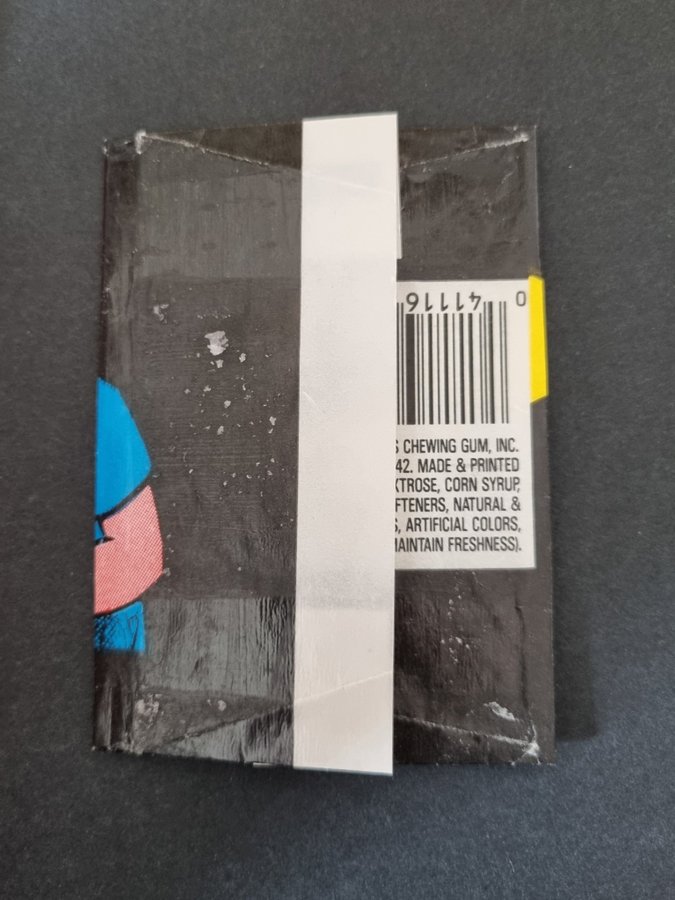 0 41116
S CHEWING GUM, INC.
42. MADE & PRINTED
XTROSE, CORN SYRUP,
FTENERS, NATURAL &
S, ARTIFICIAL COLORS,
MAINTAIN FRESHNESS).